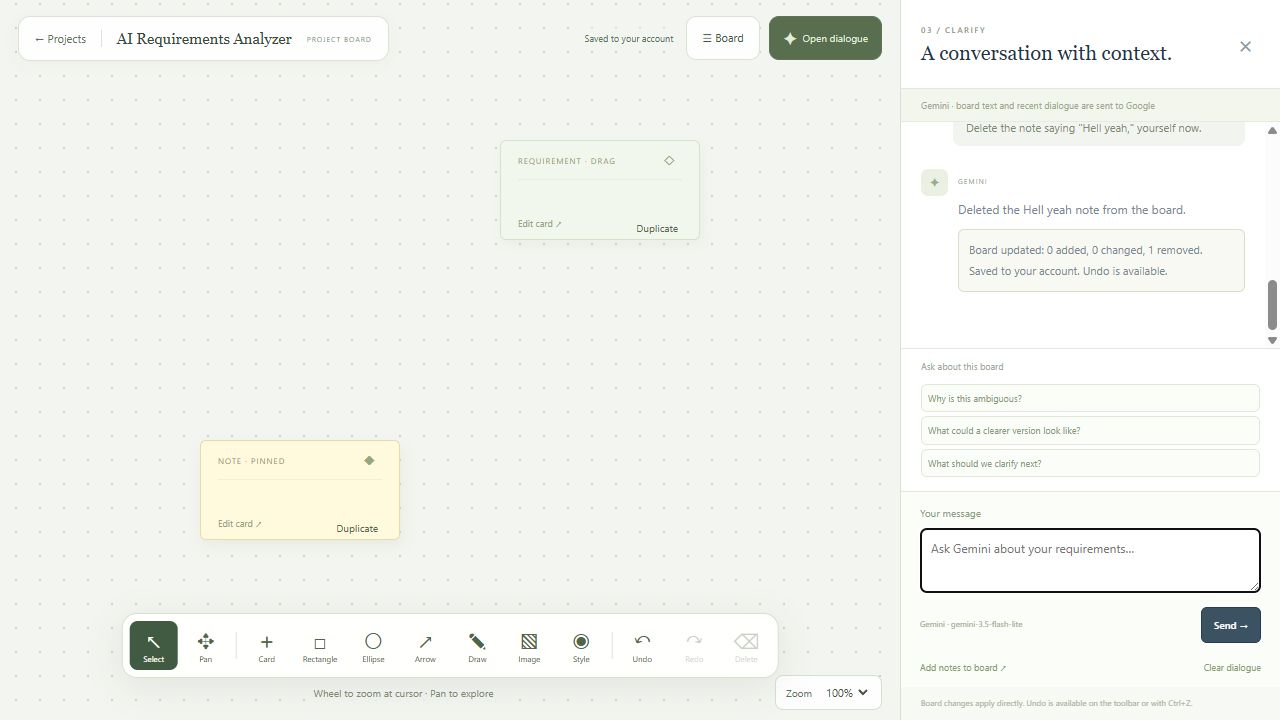 ← Projects
AI Requirements Analyzer
PROJECT BOARD
Saved to your account
☰ Board
✦ Open dialogue
REQUIREMENT · DRAG
Edit card ↗
Duplicate
NOTE · PINNED
Edit card ↗
Duplicate
Select
Pan
Card
Rectangle
Ellipse
Arrow
Draw
Image
Style
Undo
Redo
Delete
Wheel to zoom at cursor · Pan to explore
Zoom 100%
03 / CLARIFY
A conversation with context.
Gemini · board text and recent dialogue are sent to Google
Delete the note saying "Hell yeah," yourself now.
GEMINI
Deleted the Hell yeah note from the board.
Board updated: 0 added, 0 changed, 1 removed.
Saved to your account. Undo is available.
Ask about this board
Why is this ambiguous?
What could a clearer version look like?
What should we clarify next?
Your message
Ask Gemini about your requirements...
Gemini · gemini-3.5-flash-lite
Send →
Add notes to board ↗
Clear dialogue
Board changes apply directly. Undo is available on the toolbar or with Ctrl+Z.